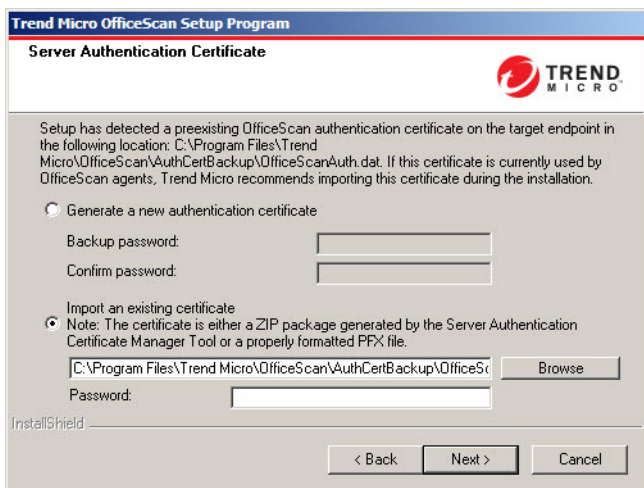 Trend Micro OfficeScan Setup Program
Server Authentication Certificate
TREND
MICRO
Setup has detected a preexisting OfficeScan authentication certificate on the target endpoint in
the following location: C:\Program Files\Trend
Micro\OfficeScan\AuthCertBackup\OfficeScanAuth.dat. If this certificate is currently used by
OfficeScan agents, Trend Micro recommends importing this certificate during the installation.
Generate a new authentication certificate
Backup password:
Confirm password:
Import an existing certificate
Note: The certificate is either a ZIP package generated by the Server Authentication
Certificate Manager Tool or a properly formatted PFX file.
C:\Program Files\Trend Micro\OfficeScan\AuthCertBackup\OfficeSc
Browse
Password:
InstallShield
< Back
Next >
Cancel